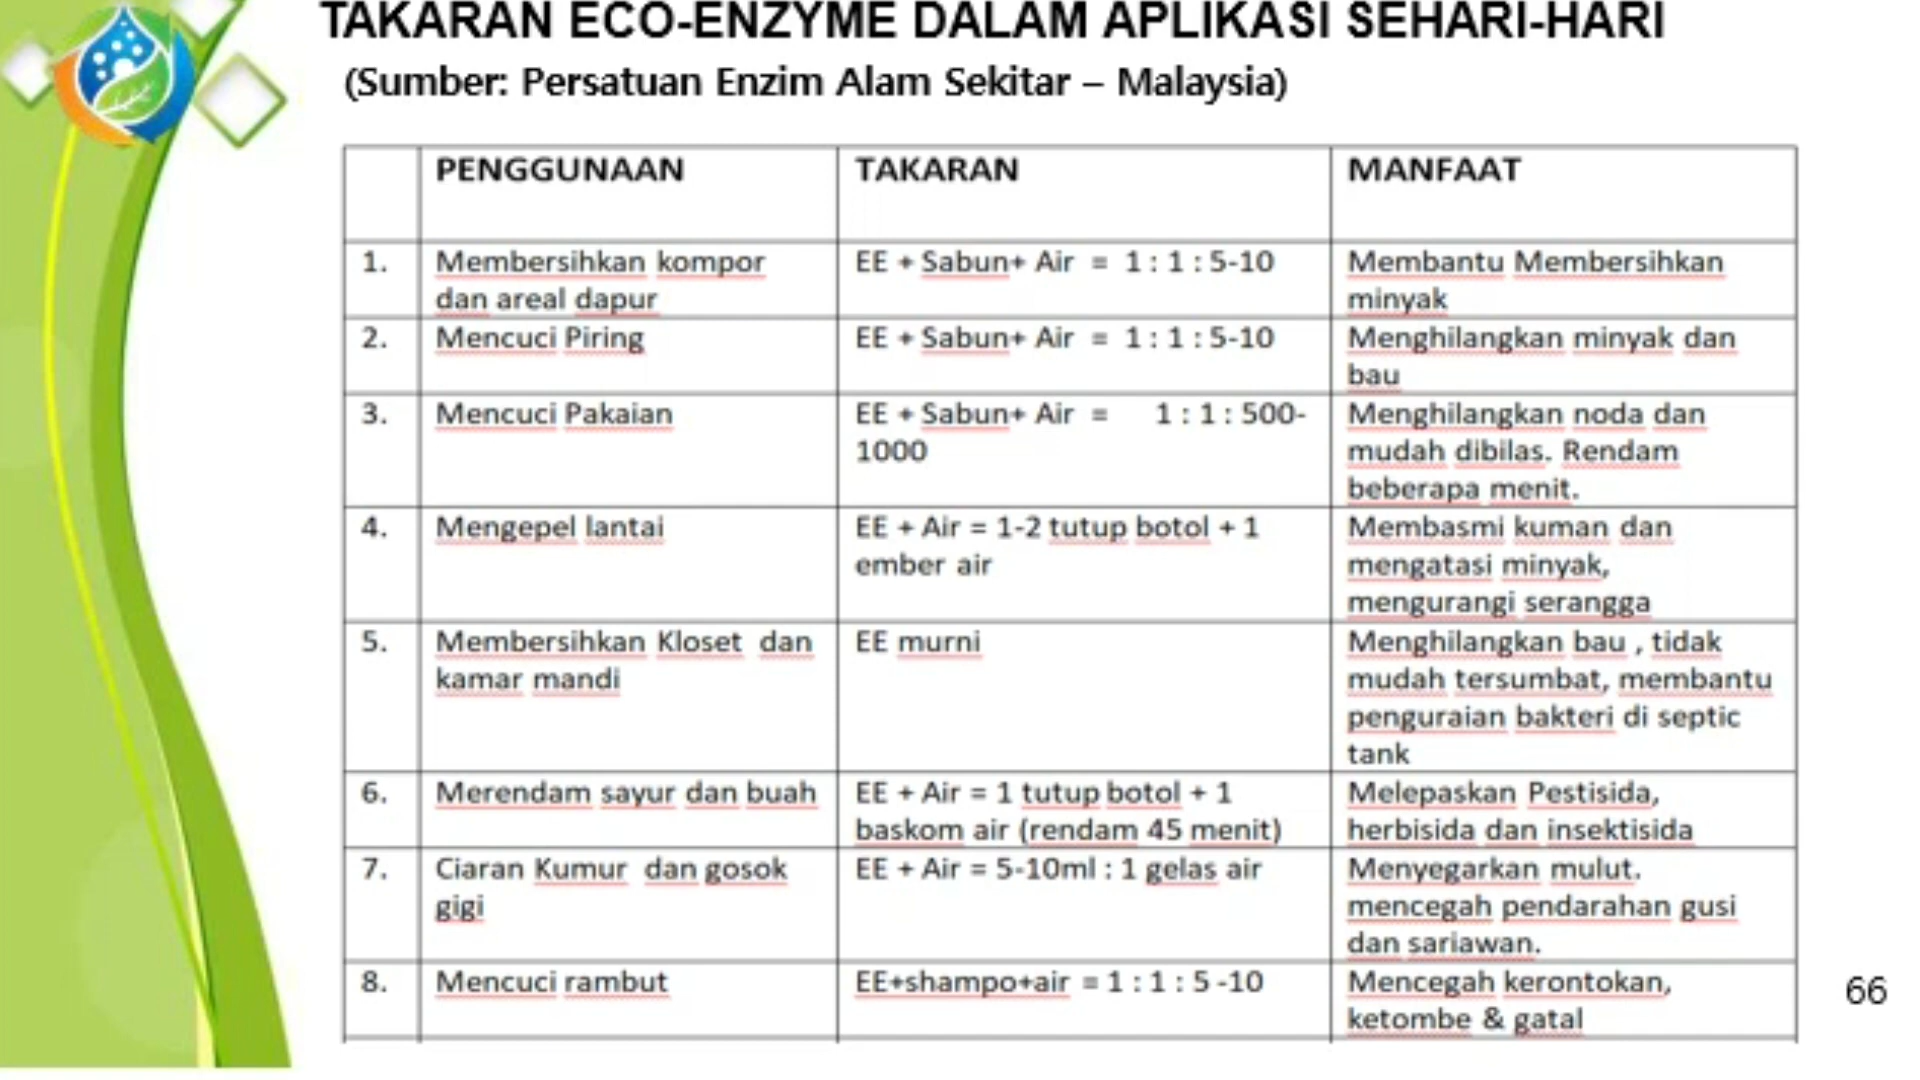 TAKARAN ECO-ENZYME DALAM APLIKASI SEHARI-HARI
(Sumber: Persatuan Enzim Alam Sekitar – Malaysia)
PENGGUNAAN TAKARAN MANFAAT
1. Membersihkan kompor dan areal dapur EE + Sabun+ Air = 1 : 1 : 5-10 Membantu Membersihkan minyak
2. Mencuci Piring EE + Sabun+ Air = 1 : 1 : 5-10 Menghilangkan minyak dan bau
3. Mencuci Pakaian EE + Sabun+ Air = 1 : 1 : 500-1000 Menghilangkan noda dan mudah dibilas. Rendam beberapa menit.
4. Mengepel lantai EE + Air = 1-2 tutup botol + 1 ember air Membasmi kuman dan mengatasi minyak, mengurangi serangga
5. Membersihkan Kloset dan kamar mandi EE murni Menghilangkan bau , tidak mudah tersumbat, membantu penguraian bakteri di septic tank
6. Merendam sayur dan buah EE + Air = 1 tutup botol + 1 baskom air (rendam 45 menit) Melepaskan Pestisida, herbisida dan insektisida
7. Ciaran Kumur dan gosok gigi EE + Air = 5-10ml : 1 gelas air Menyegarkan mulut. mencegah pendarahan gusi dan sariawan.
8. Mencuci rambut EE+shampo+air = 1 : 1 : 5 -10 Mencegah kerontokan, ketombe & gatal
66